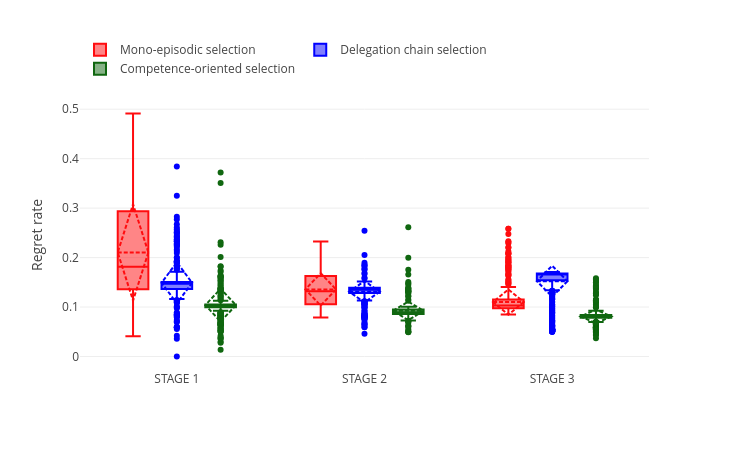 Mono-episodic selection
Delegation chain selection
Competence-oriented selection
0.5
0.4
0.3
0.2
0.1
0
Regret rate
STAGE 1
STAGE 2
STAGE 3